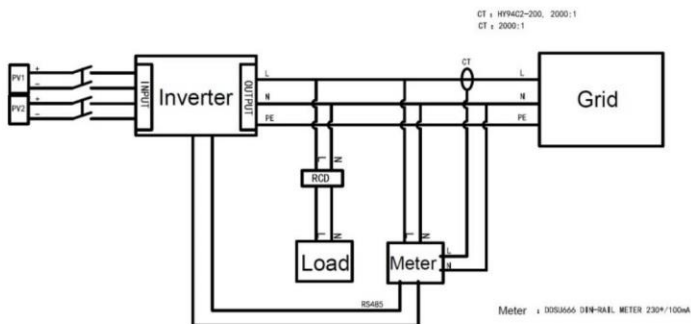 CT : HY94C2-200, 2000:1
CT : 2000:1
PV1
+
-
PV2
+
-
INPUT
Inverter
OUTPUT
L
N
PE
CT
L
N
PE
Grid
L
N
RCD
L
N
Load
L
N
Meter
L
N
RS485
Meter : DDSU666 DIN-RAIL METER 230*/100mA